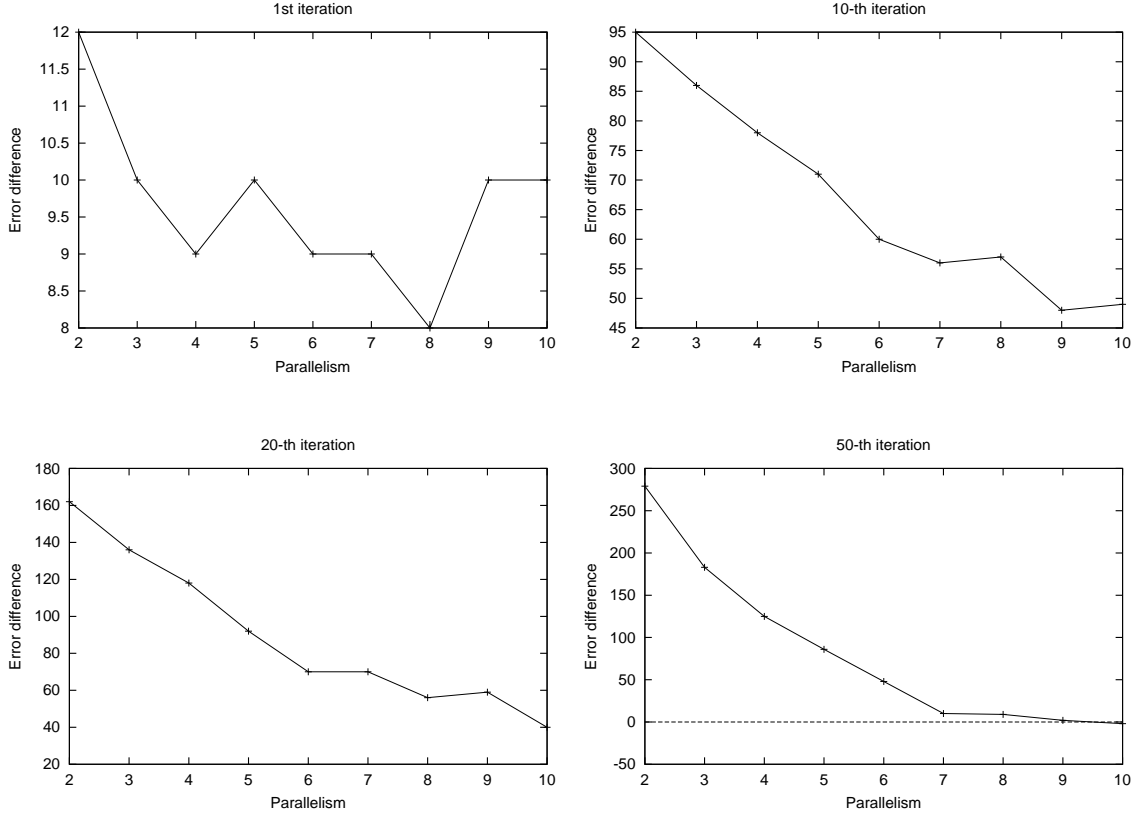 1st iteration
12
11.5
11
10.5
10
9.5
9
8.5
8
Error difference
2 3 4 5 6 7 8 9 10
Parallelism
10-th iteration
95
90
85
80
75
70
65
60
55
50
45
Error difference
2 3 4 5 6 7 8 9 10
Parallelism
20-th iteration
180
160
140
120
100
80
60
40
20
Error difference
2 3 4 5 6 7 8 9 10
Parallelism
50-th iteration
300
250
200
150
100
50
0
-50
Error difference
2 3 4 5 6 7 8 9 10
Parallelism